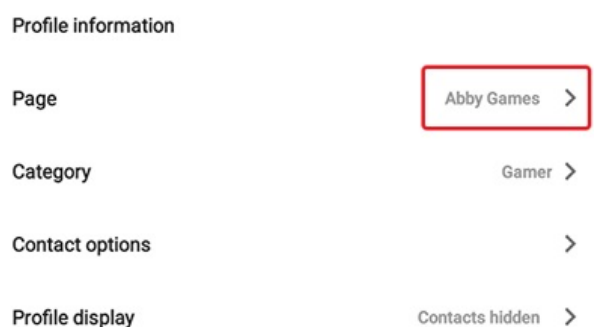 Profile information
Page Abby Games
Category Gamer
Contact options
Profile display Contacts hidden